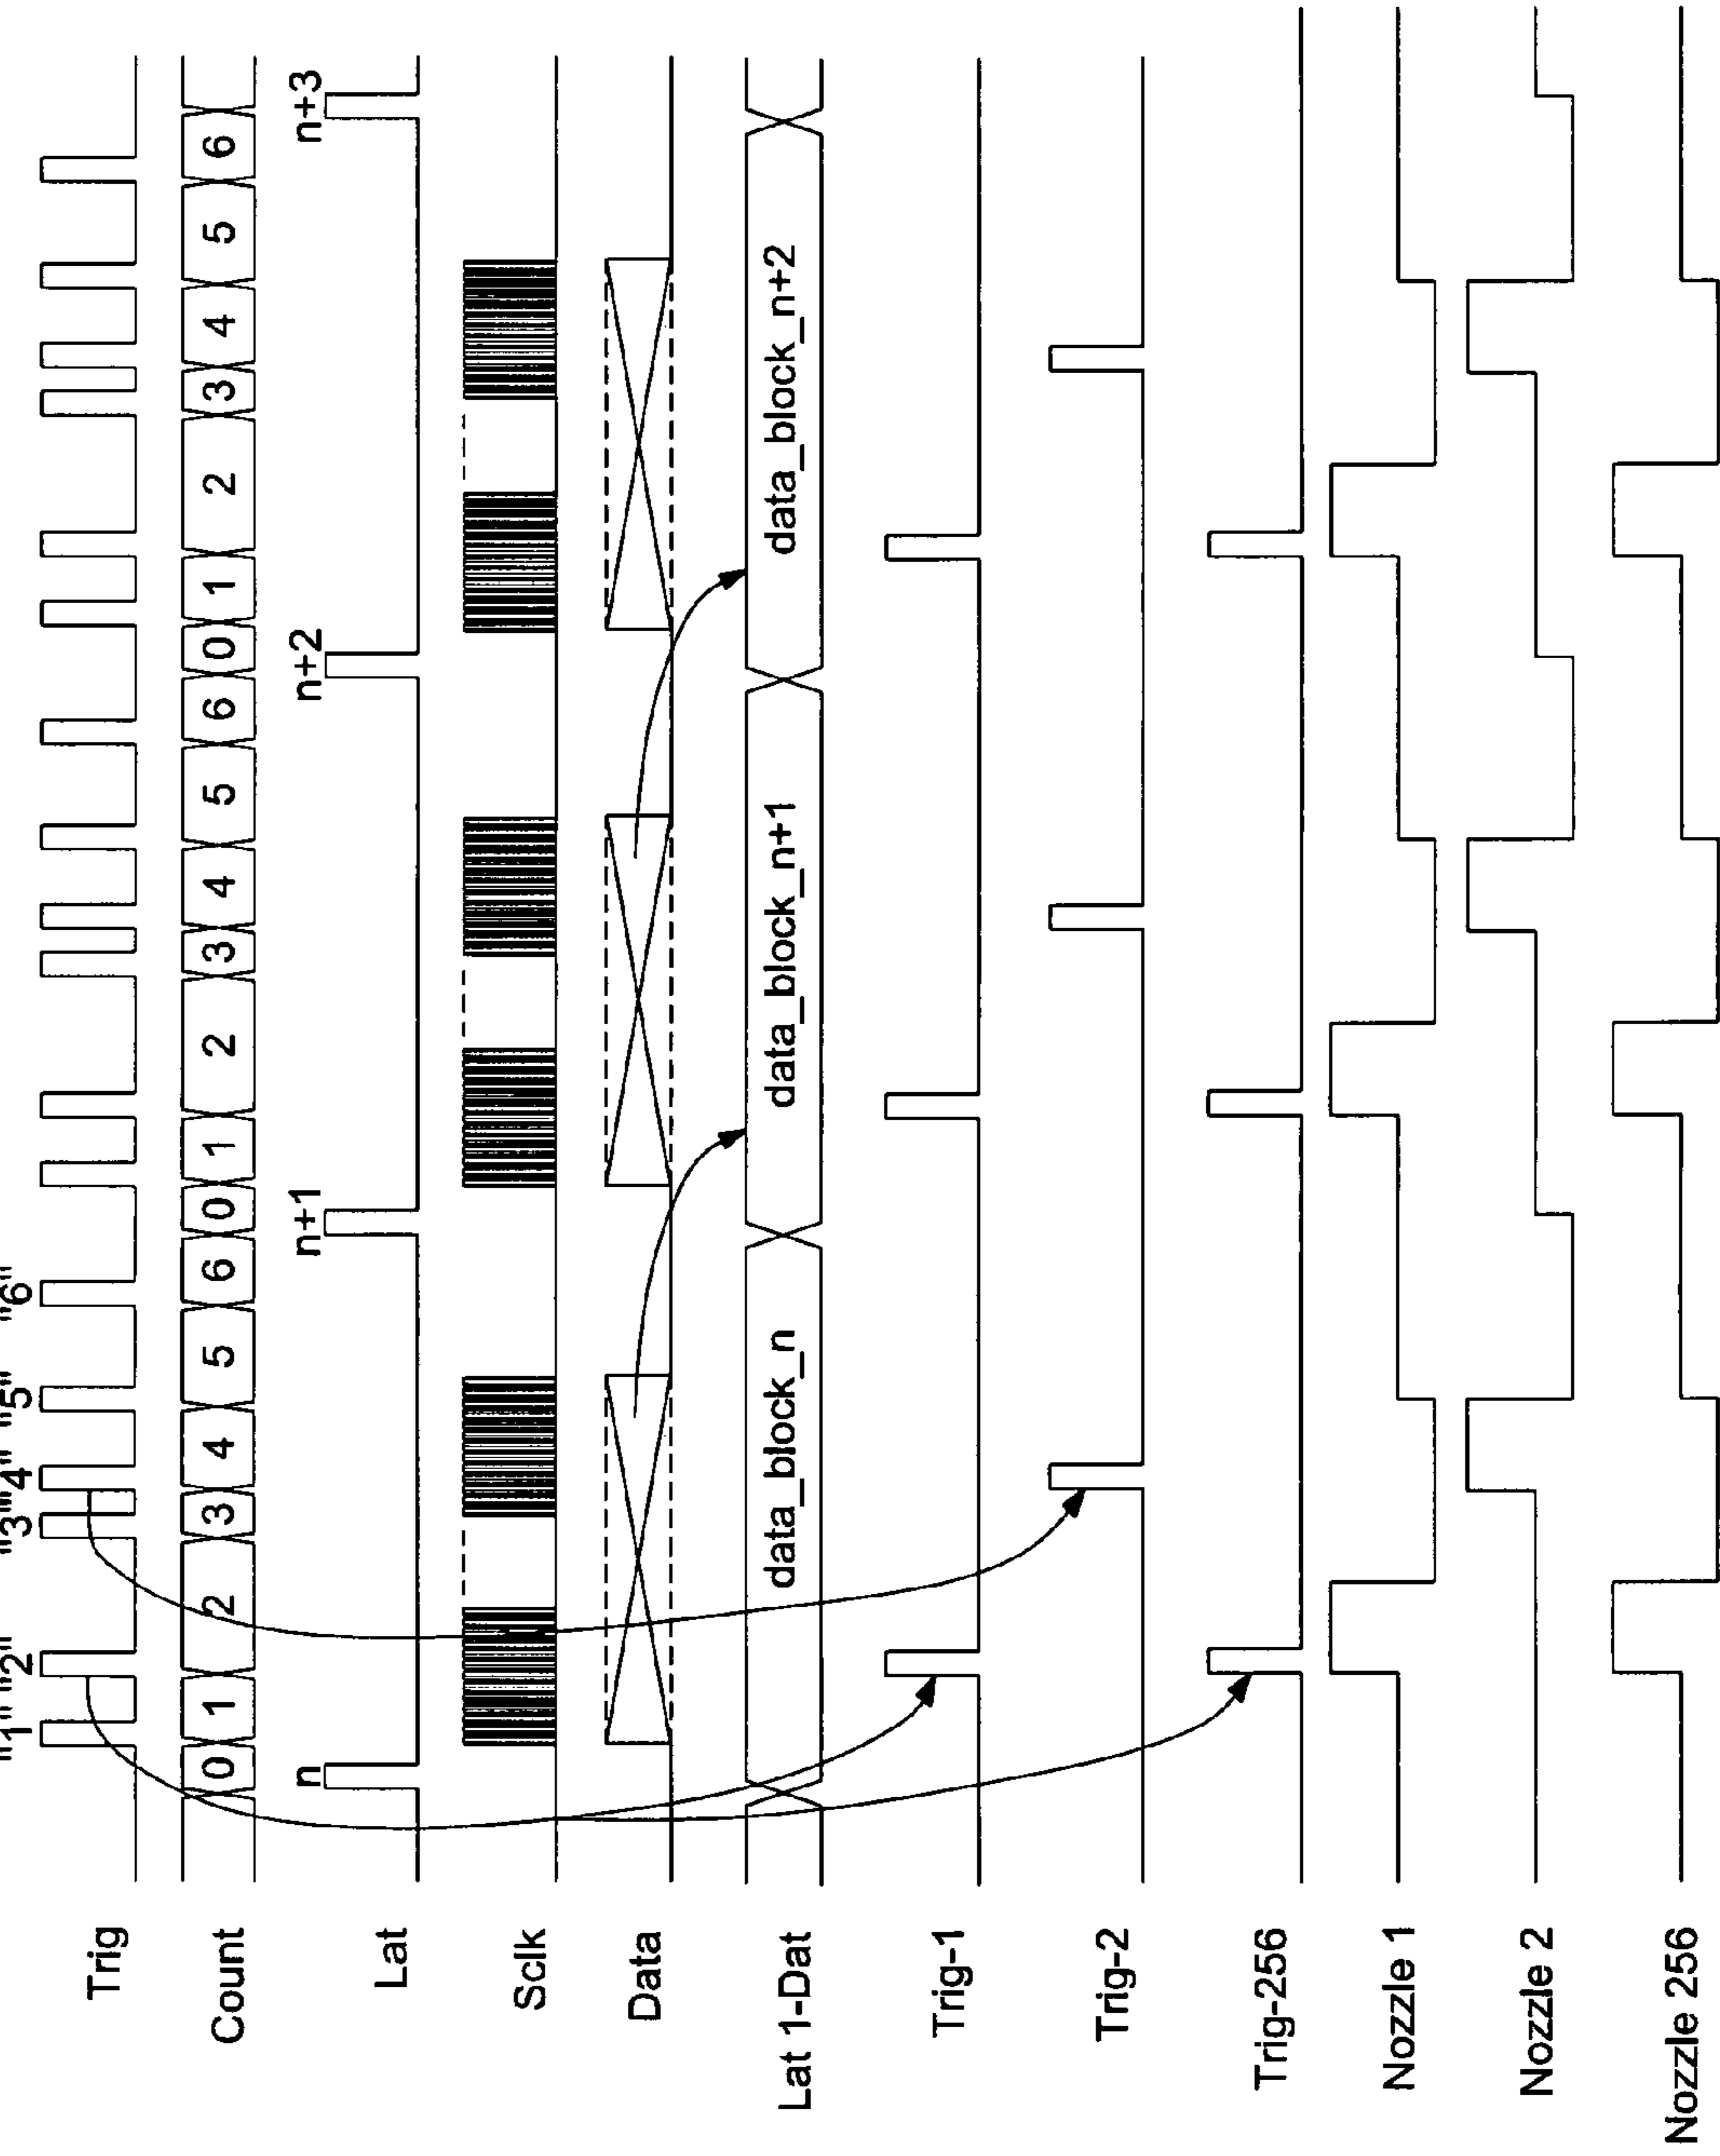 "1" "2" "3" "4" "5" "6"
Trig
Count 0 1 2 3 4 5 6 0 1 2 3 4 5 6 0 1 2 3 4 5 6
n n+1 n+2 n+3
Lat
Sclk
Data
Lat 1-Dat data_block_n data_block_n+1 data_block_n+2
Trig-1
Trig-2
Trig-256
Nozzle 1
Nozzle 2
Nozzle 256